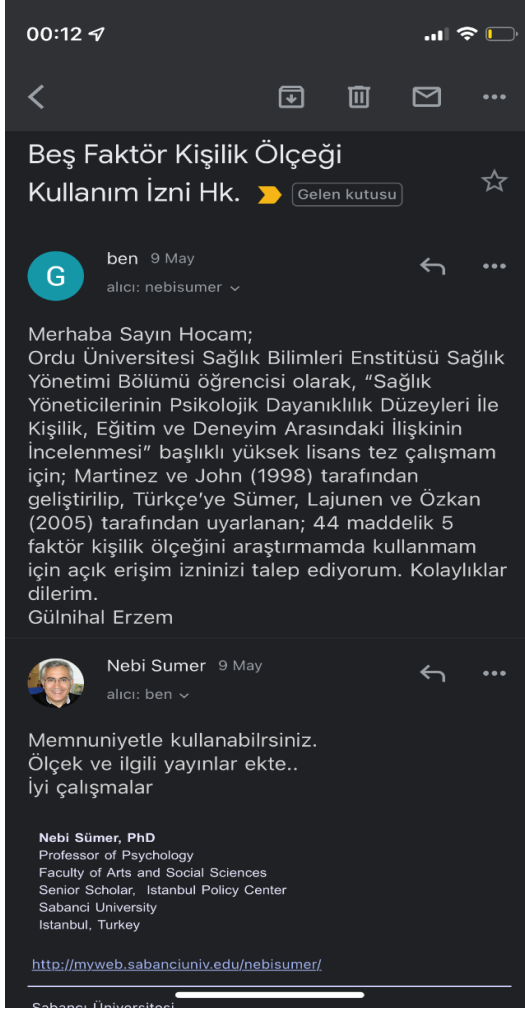 00:12
Beş Faktör Kişilik Ölçeği
Kullanım İzni Hk. Gelen kutusu
G
ben 9 May
alıcı: nebisumer
Merhaba Sayın Hocam;
Ordu Üniversitesi Sağlık Bilimleri Enstitüsü Sağlık
Yönetimi Bölümü öğrencisi olarak, “Sağlık
Yöneticilerinin Psikolojik Dayanıklılık Düzeyleri İle
Kişilik, Eğitim ve Deneyim Arasındaki İlişkinin
İncelenmesi” başlıklı yüksek lisans tez çalışmam
için; Martinez ve John (1998) tarafından
geliştirilip, Türkçe’ye Sümer, Lajunen ve Özkan
(2005) tarafından uyarlanan; 44 maddelik 5
faktör kişilik ölçeğini araştırmamda kullanmam
için açık erişim izninizi talep ediyorum. Kolaylıklar
dilerim.
Gülnihal Erzem
Nebi Sumer 9 May
alıcı: ben
Memnuniyetle kullanabilrsiniz.
Ölçek ve ilgili yayınlar ekte..
İyi çalışmalar
Nebi Sümer, PhD
Professor of Psychology
Faculty of Arts and Social Sciences
Senior Scholar, Istanbul Policy Center
Sabanci University
Istanbul, Turkey
http://myweb.sabanciuniv.edu/nebisumer/
Sabancı Üniversitesi